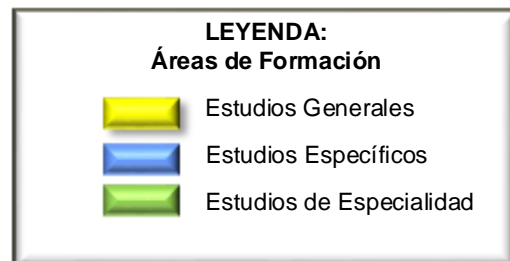 LEYENDA:
Áreas de Formación
Estudios Generales
Estudios Específicos
Estudios de Especialidad